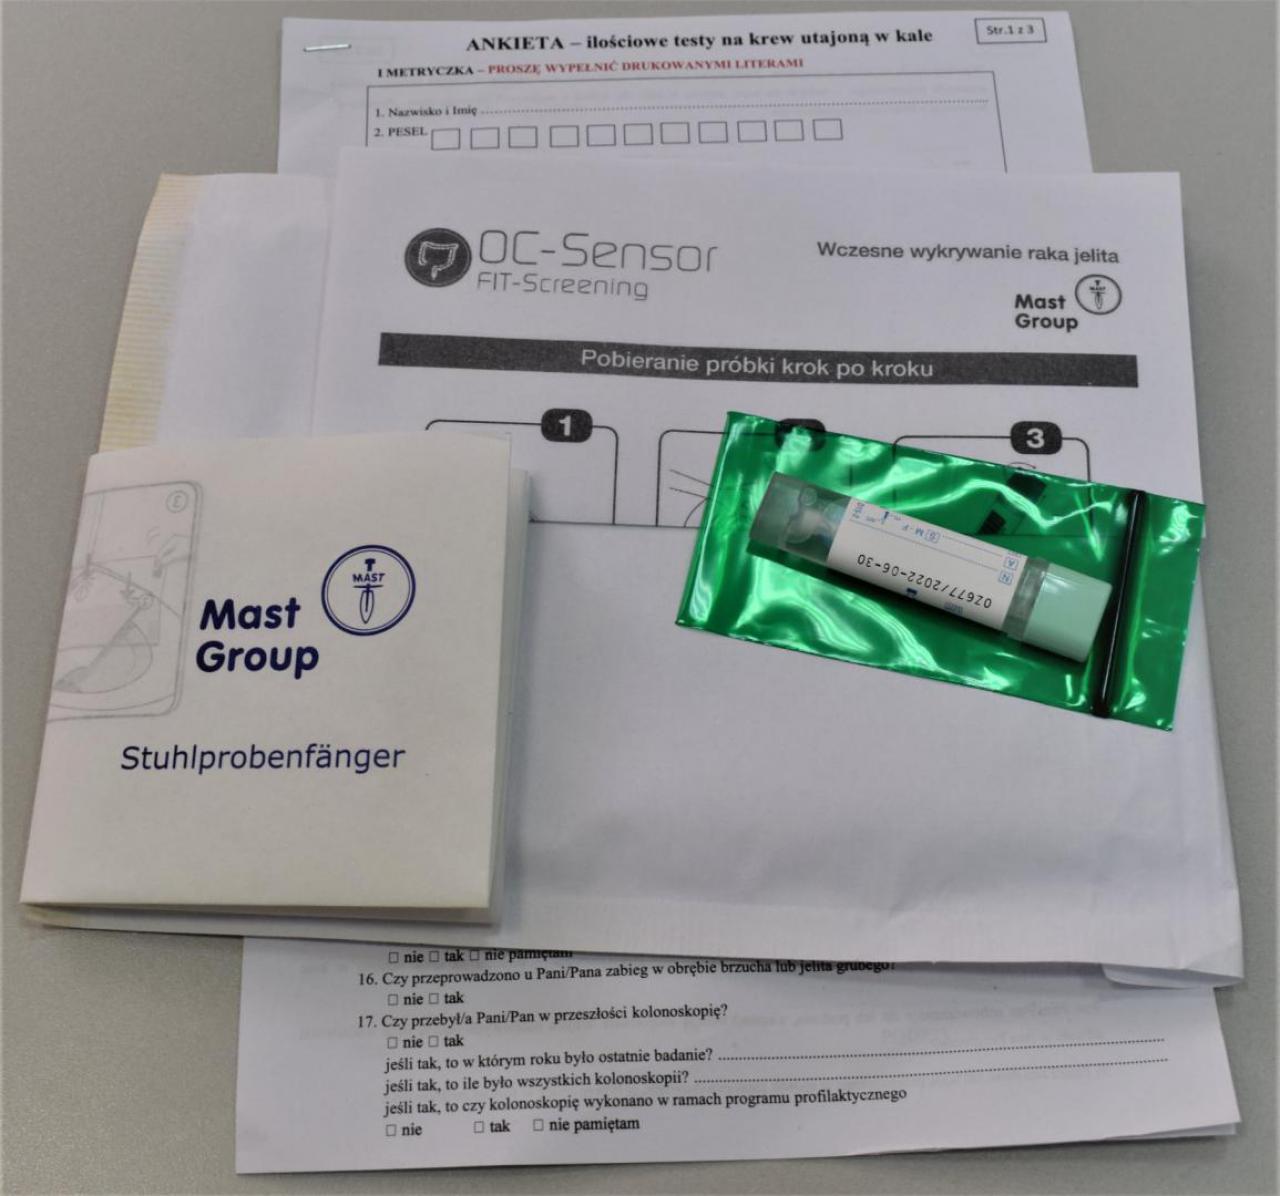 ANKIETA – ilościowe testy na krew utajoną w kale
Str.1 z 3
I METRYCZKA – PROSZĘ WYPEŁNIĆ DRUKOWANYMI LITERAMI
1. Nazwisko i Imię
2. PESEL
OC-Sensor
FIT-Screening
Wczesne wykrywanie raka jelita
Mast
Group
MAST
Pobieranie próbki krok po kroku
1
3
3
MAST
Mast
Group
Stuhlprobenfänger
N
A
S M-F
02677/2022-06-30
nie tak nie pamiętam
16. Czy przeprowadzono u Pani/Pana zabieg w obrębie brzucha lub jelita grubego?
nie tak
17. Czy przebył/a Pani/Pan w przeszłości kolonoskopię?
nie tak
jeśli tak, to w którym roku było ostatnie badanie?
jeśli tak, to ile było wszystkich kolonoskopii?
jeśli tak, to czy kolonoskopię wykonano w ramach programu profilaktycznego
nie tak nie pamiętam